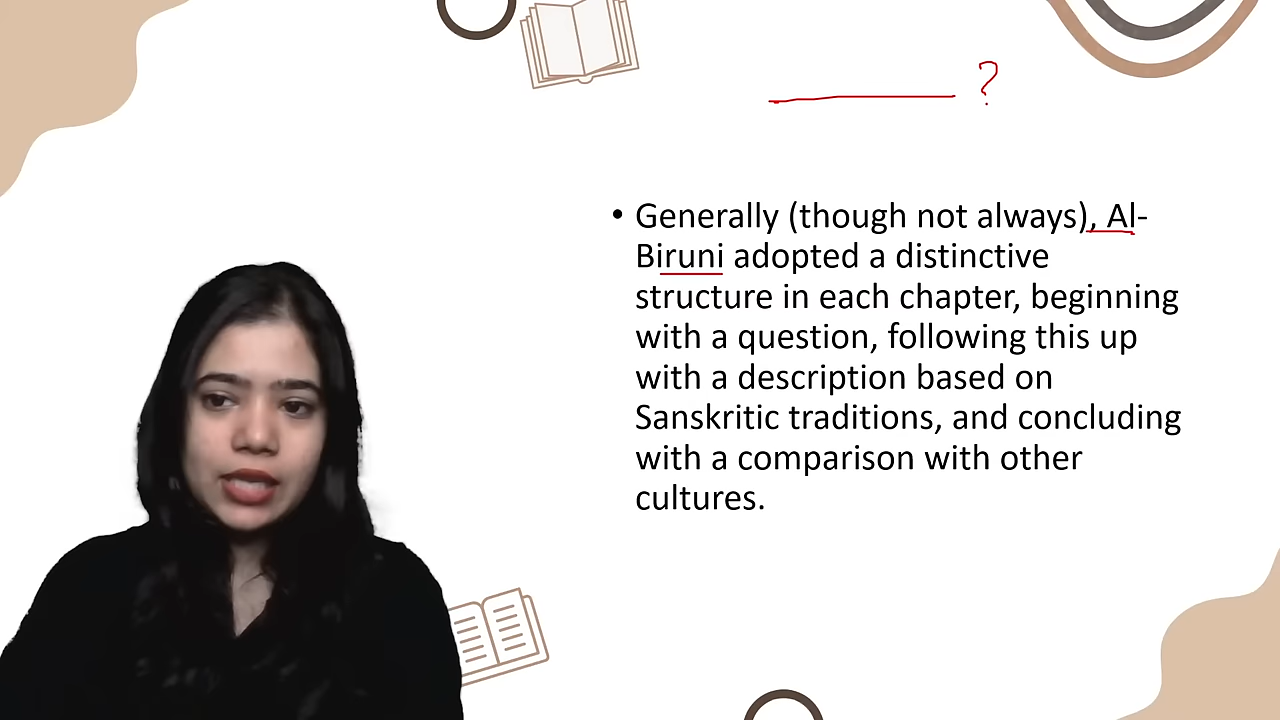 ?
• Generally (though not always), Al-
Biruni adopted a distinctive
structure in each chapter, beginning
with a question, following this up
with a description based on
Sanskritic traditions, and concluding
with a comparison with other
cultures.